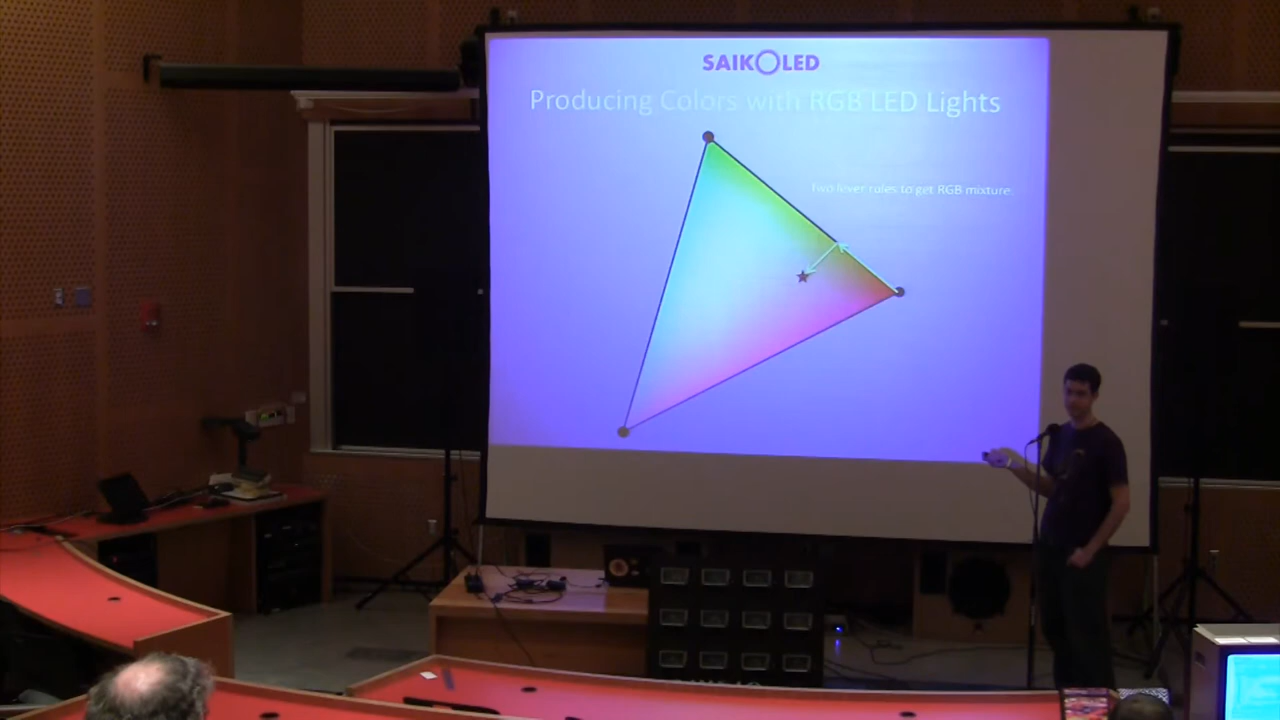 SAIKOLED
Producing Colors with RGB LED Lights
Two lever rules to get RGB mixture.